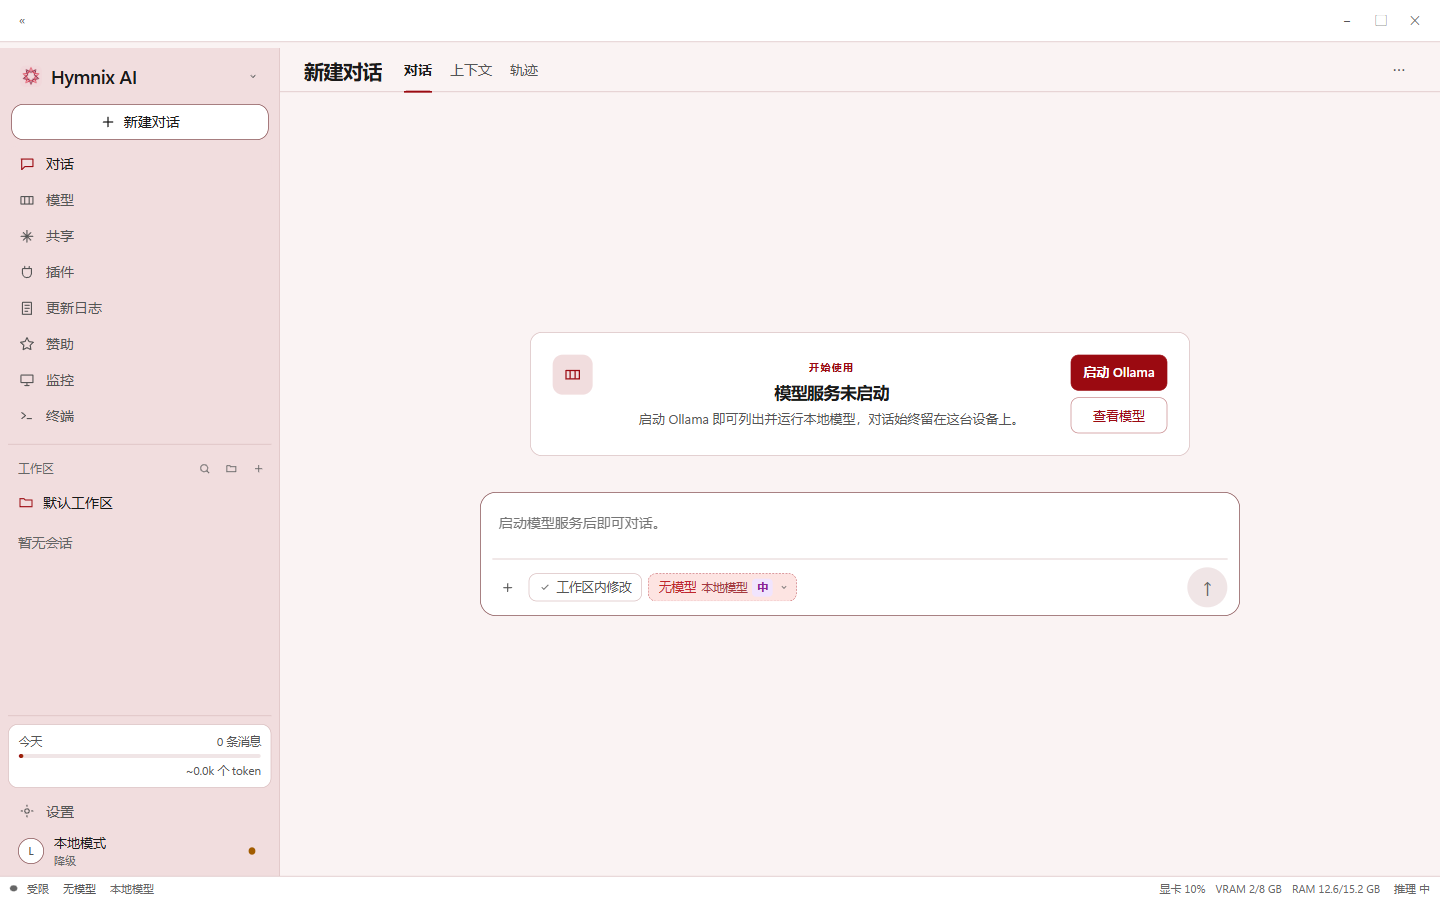 «
Hymnix AI
新建对话
对话
模型
共享
插件
更新日志
赞助
监控
终端
工作区
默认工作区
暂无会话
今天 0 条消息
~0.0k 个 token
设置
L 本地模式
降级
新建对话 对话 上下文 轨迹
开始使用
模型服务未启动
启动 Ollama 即可列出并运行本地模型，对话始终留在这台设备上。
启动 Ollama
查看模型
启动模型服务后即可对话。
工作区内修改 无模型 本地模型 中
受限 无模型 本地模型 显卡 10% VRAM 2/8 GB RAM 12.6/15.2 GB 推理 中